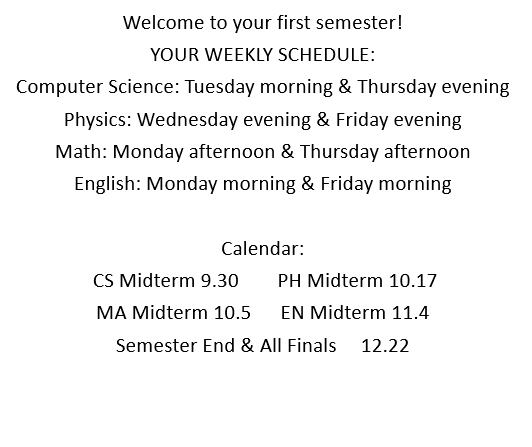 Welcome to your first semester!
YOUR WEEKLY SCHEDULE:
Computer Science: Tuesday morning & Thursday evening
Physics: Wednesday evening & Friday evening
Math: Monday afternoon & Thursday afternoon
English: Monday morning & Friday morning
Calendar:
CS Midterm 9.30 PH Midterm 10.17
MA Midterm 10.5 EN Midterm 11.4
Semester End & All Finals 12.22